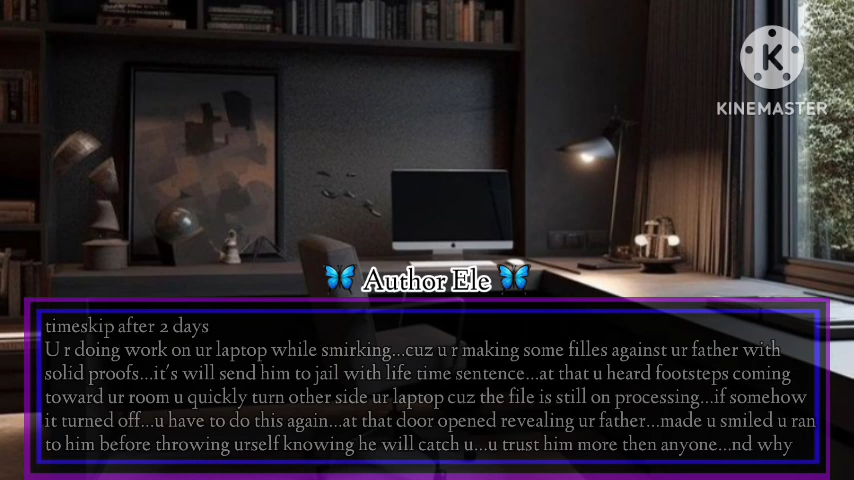 K
KINEMASTER
🦋 Author Ele 🦋
timeskip after 2 days
U r doing work on ur laptop while smirking...cuz u r making some filles against ur father with
solid proofs...it's will send him to jail with life time sentence...at that u heard footsteps coming
toward ur room u quickly turn other side ur laptop cuz the file is still on processing...if somehow
it turned off...u have to do this again...at that door opened revealing ur father...made u smiled u ran
to him before throwing urself knowing he will catch u...u trust him more then anyone...nd why